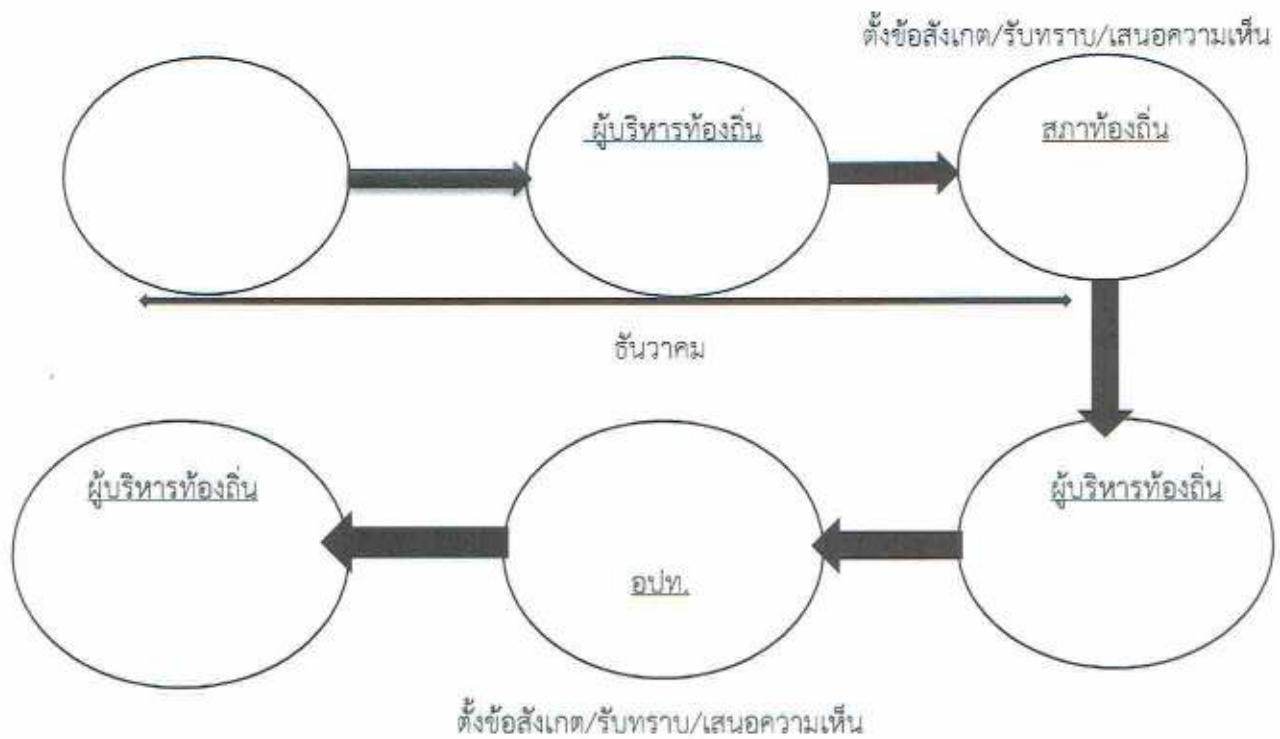 ตั้งข้อสังเกต/รับทราบ/เสนอความเห็น
ผู้บริหารท้องถิ่น
สภาท้องถิ่น
ธันวาคม
ผู้บริหารท้องถิ่น
ผู้บริหารท้องถิ่น
อปท.
ตั้งข้อสังเกต/รับทราบ/เสนอความเห็น